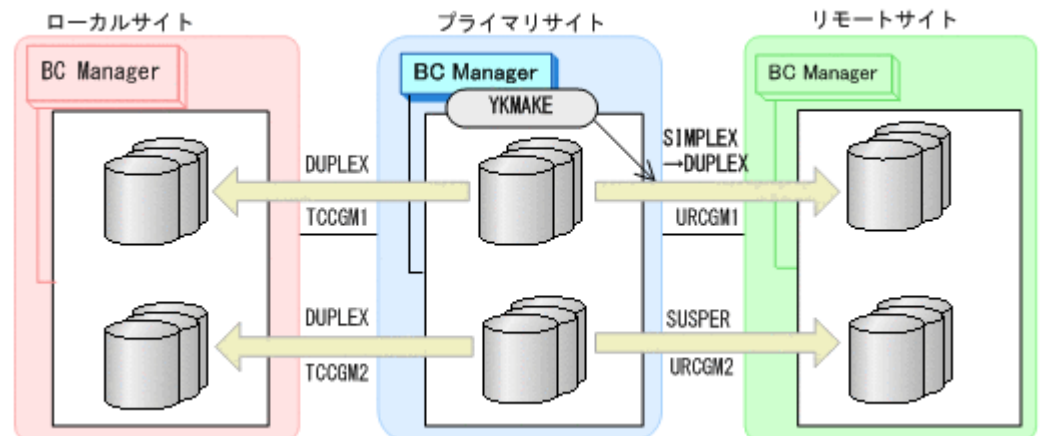 ローカルサイト
プライマリサイト
リモートサイト
BC Manager
BC Manager
BC Manager
YKMAKE
DUPLEX
SIMPLEX
→DUPLEX
TCCGM1
URCGM1
DUPLEX
SUSPER
TCCGM2
URCGM2